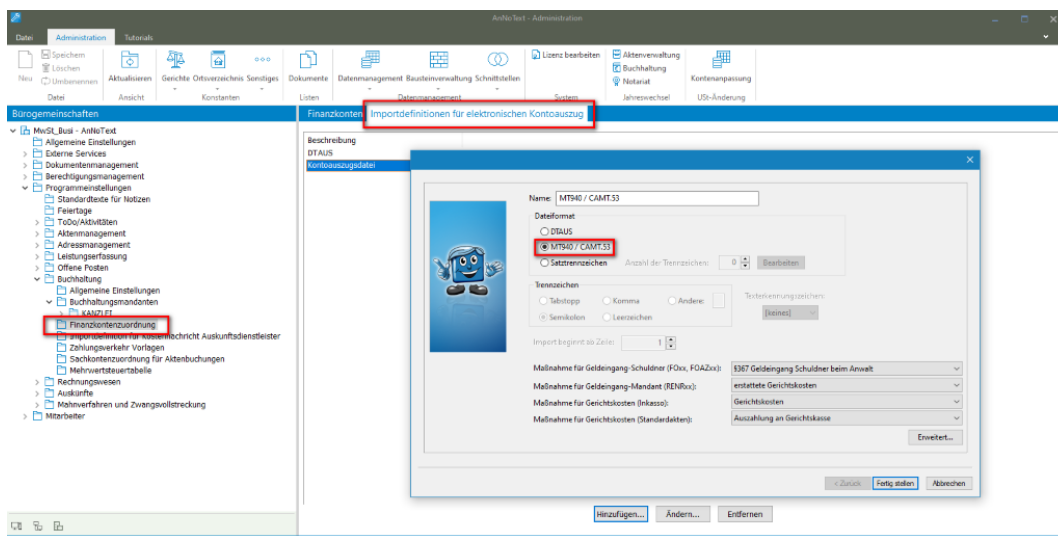 AnNoText - Administration
Datei Administration Tutorials
Neu Speichern Löschen Umbenennen Aktualisieren Gerichte Ortsverzeichnis Sonstiges Dokumente Datenmanagement Bausteinverwaltung Schnittstellen Lizenz bearbeiten Aktenverwaltung Buchhaltung Notariat Kontenanpassung
Datei Ansicht Konstanten Listen Datenmanagement System Jahreswechsel USt-Änderung
Bürogemeinschaften
MwSt_Busi - AnNoText
Allgemeine Einstellungen
Externe Services
Dokumentenmanagement
Berechtigungsmanagement
Programmeinstellungen
Standardtexte für Notizen
Feiertage
ToDo/Aktivitäten
Aktenmanagement
Adressmanagement
Leistungserfassung
Offene Posten
Buchhaltung
Allgemeine Einstellungen
Buchhaltungsmandanten
KANZLEI
Finanzkontenzuordnung
Importdefinition für Kostennachricht Auskunftsdienstleister
Zahlungsverkehr Vorlagen
Sachkontenzuordnung für Aktenbuchungen
Mehrwertsteuertabelle
Rechnungswesen
Auskünfte
Mahnverfahren und Zwangsvollstreckung
Mitarbeiter
Finanzkonten Importdefinitionen für elektronischen Kontoauszug
Beschreibung
DTAUS
Kontoauszugsdatei
Name: MT940 / CAMT.53
Dateiformat
DTAUS
MT940 / CAMT.53
Satztrennzeichen Anzahl der Trennzeichen: 0 Bearbeiten
Trennzeichen
Tabstopp Komma Andere:
Semikolon Leerzeichen
Texterkennungszeichen:
[keines]
Import beginnt ab Zeile: 1
Maßnahme für Geldeingang-Schuldner (FOxx, FOAZxx): §367 Geldeingang Schuldner beim Anwalt
Maßnahme für Geldeingang-Mandant (RENRxx): erstattete Gerichtskosten
Maßnahme für Gerichtskosten (Inkasso): Gerichtskosten
Maßnahme für Gerichtskosten (Standardakten): Auszahlung an Gerichtskasse
Erweitert...
< Zurück Fertig stellen Abbrechen
Hinzufügen... Ändern... Entfernen